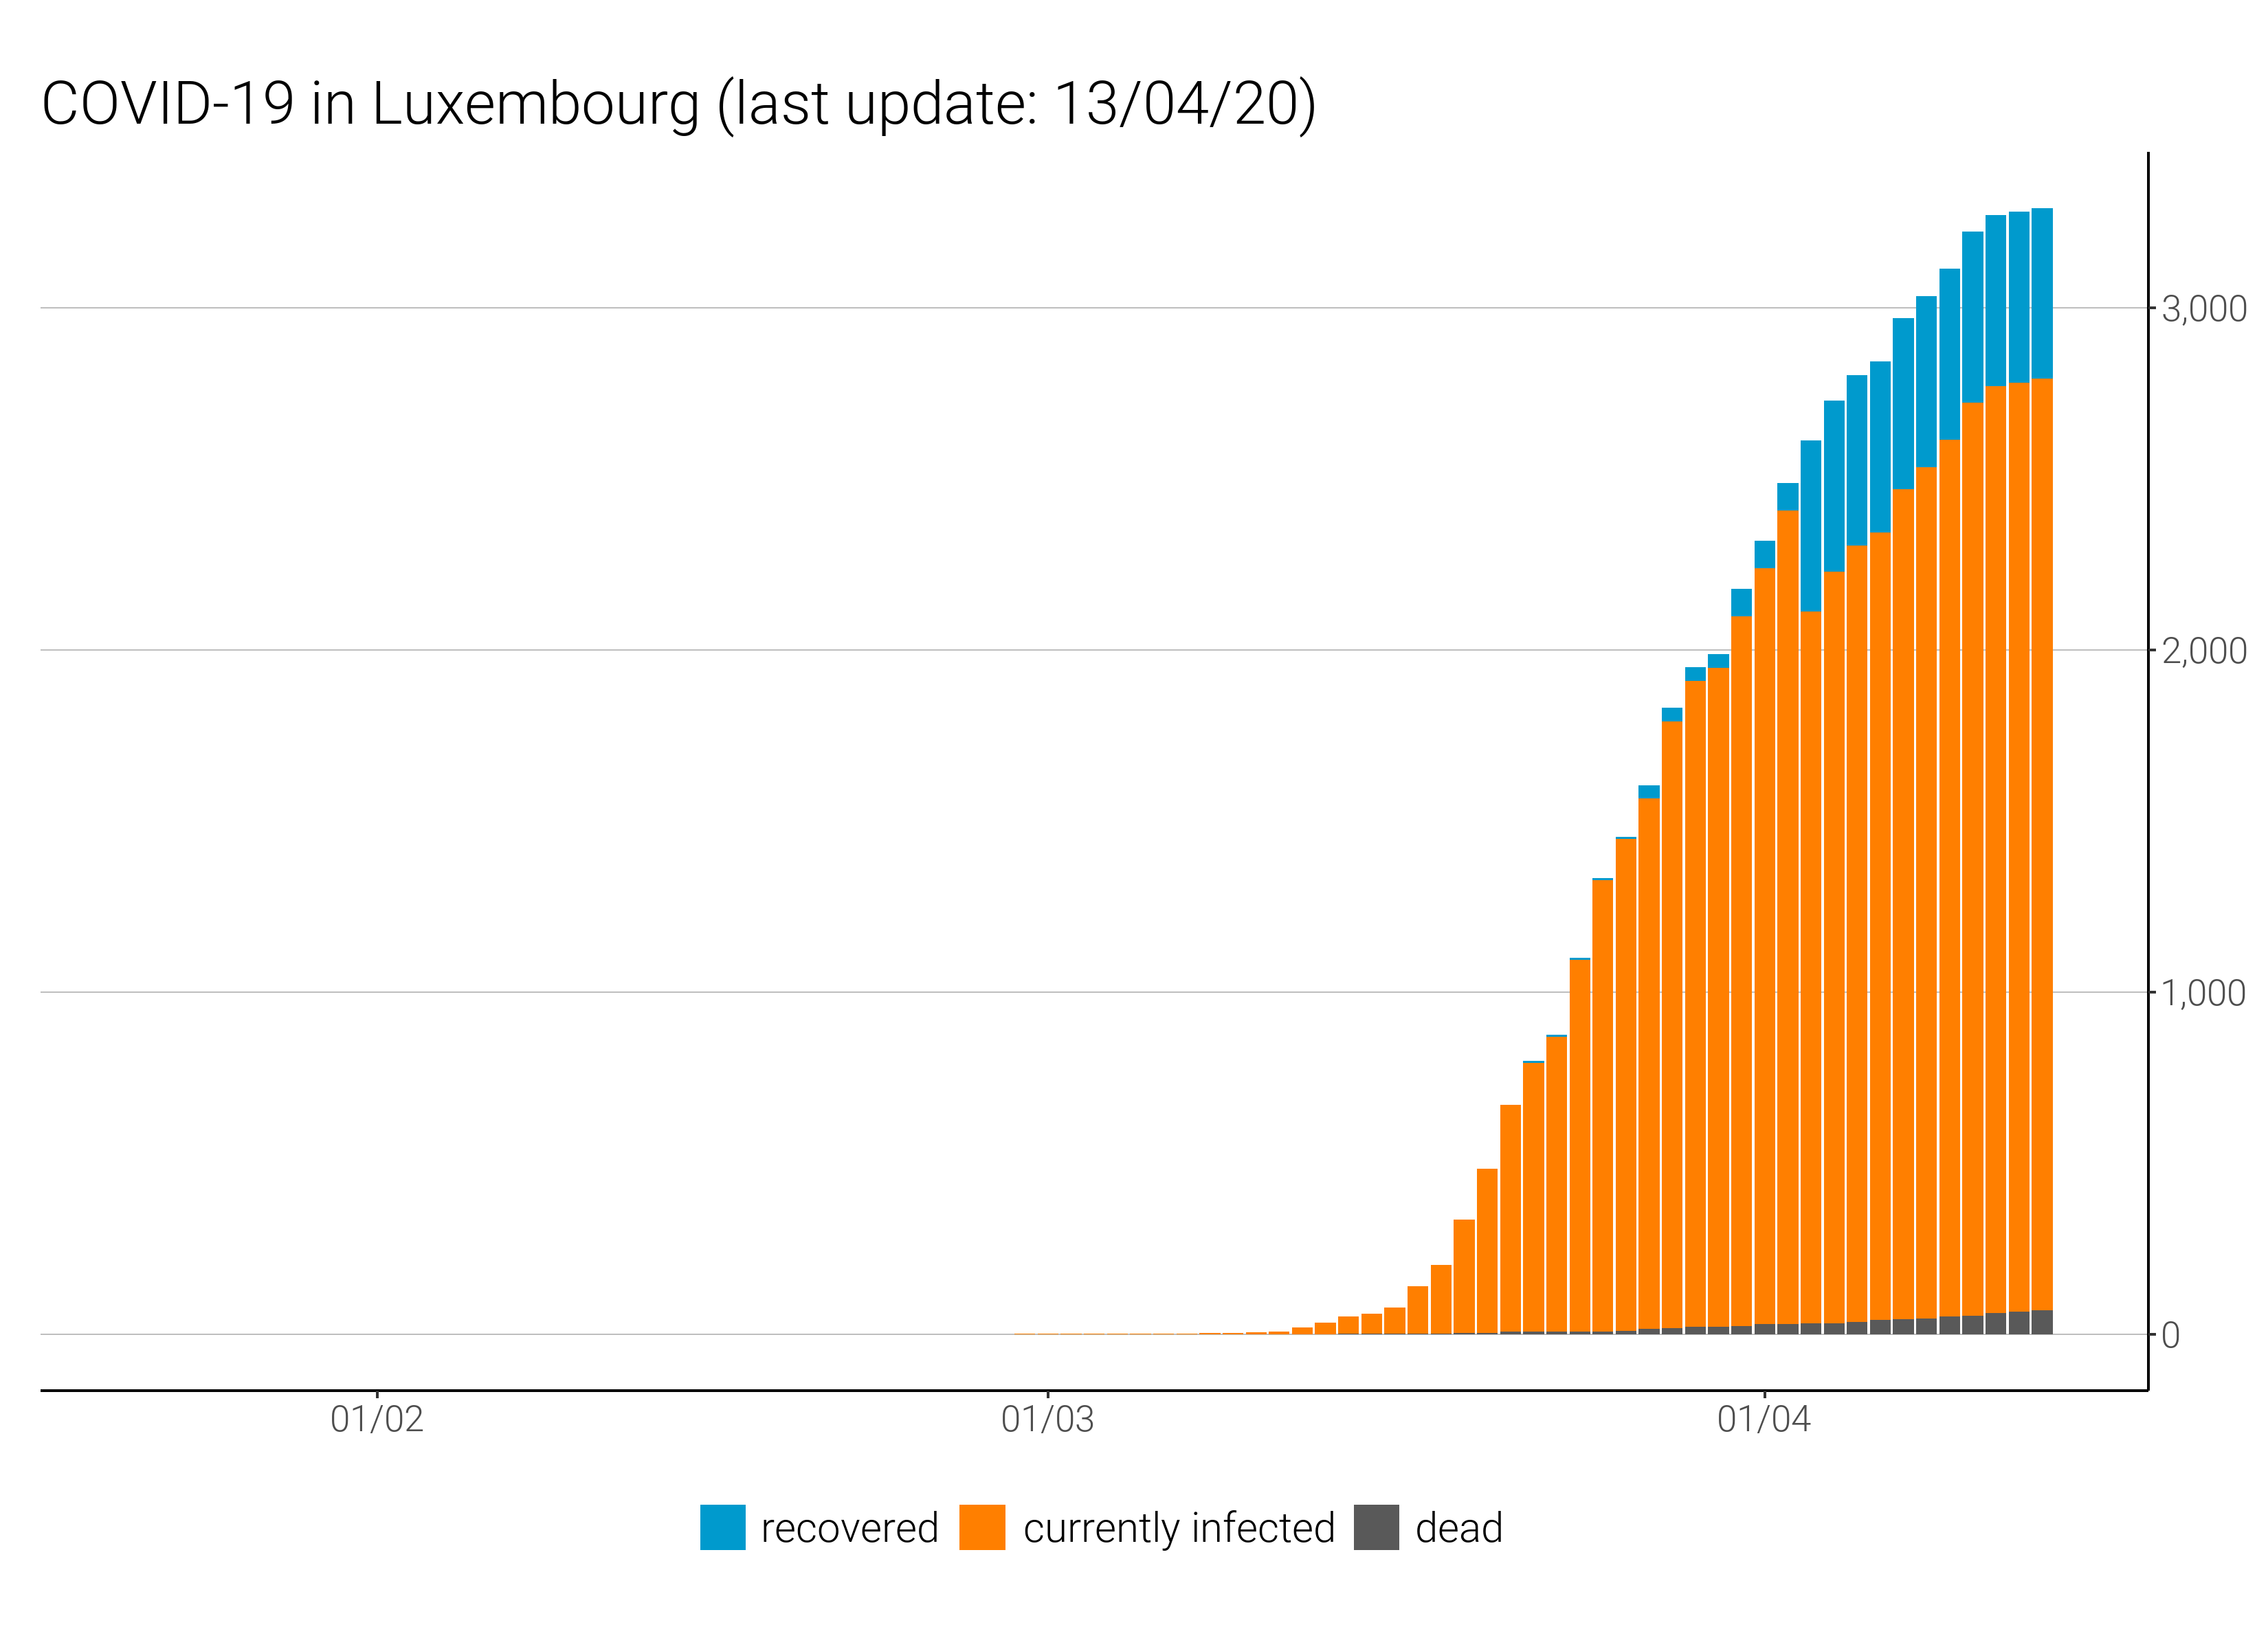 COVID-19 in Luxembourg (last update: 13/04/20)
3,000
2,000
1,000
0
01/02 01/03 01/04
recovered currently infected dead